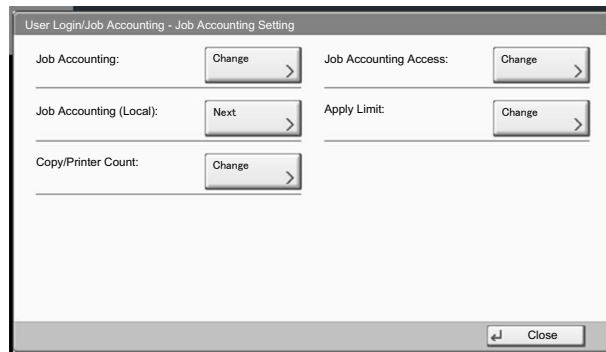 User Login/Job Accounting - Job Accounting Setting
Job Accounting: Change
Job Accounting Access: Change
Job Accounting (Local): Next
Apply Limit: Change
Copy/Printer Count: Change
Close